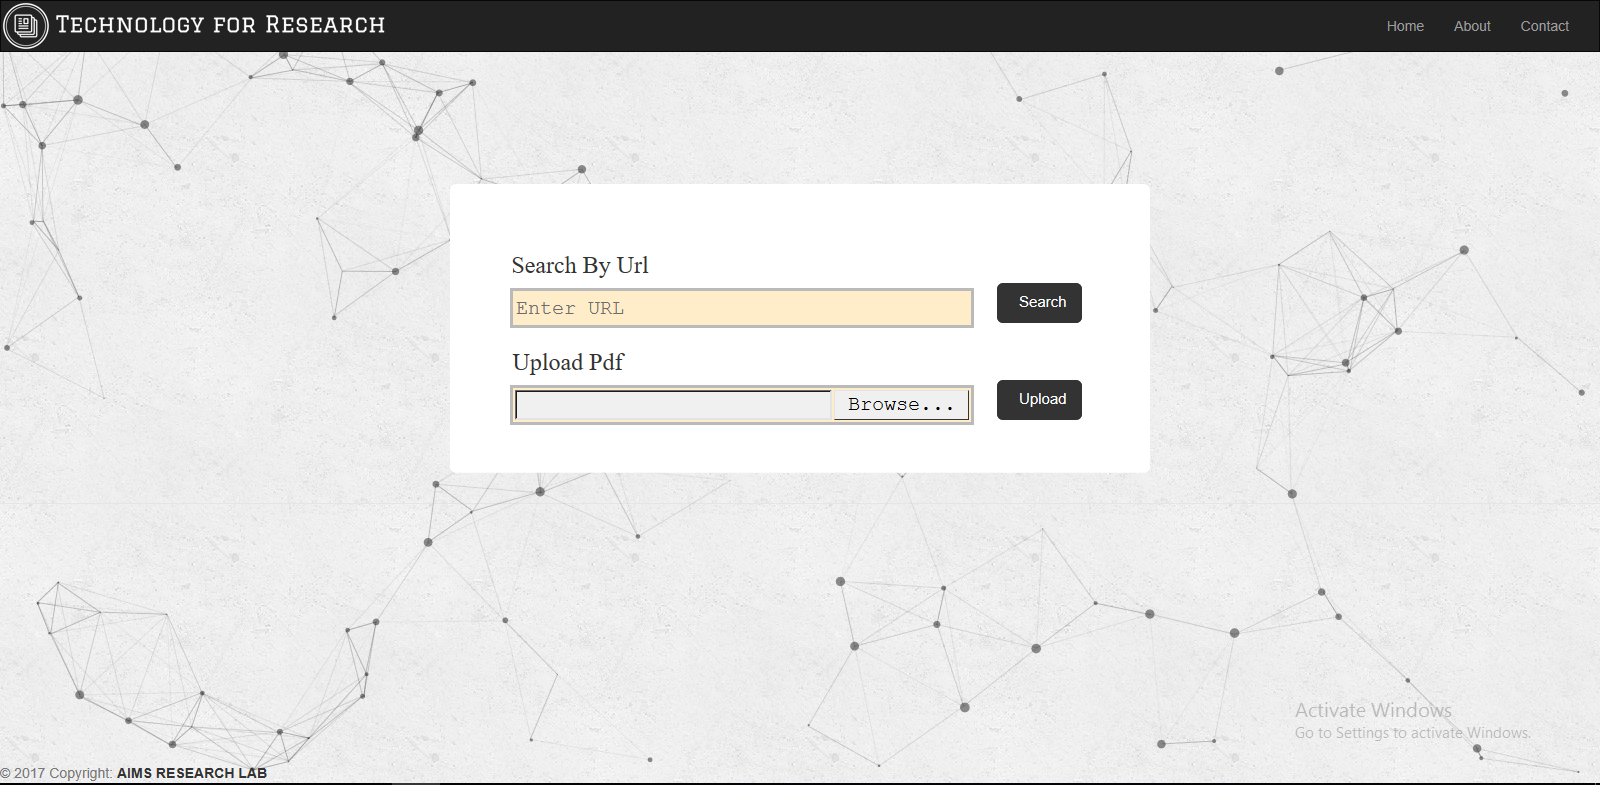 Technology for Research
Home About Contact
Search By Url
Enter URL
Search
Upload Pdf
Browse...
Upload
Activate Windows
Go to Settings to activate Windows.
© 2017 Copyright: AIMS RESEARCH LAB